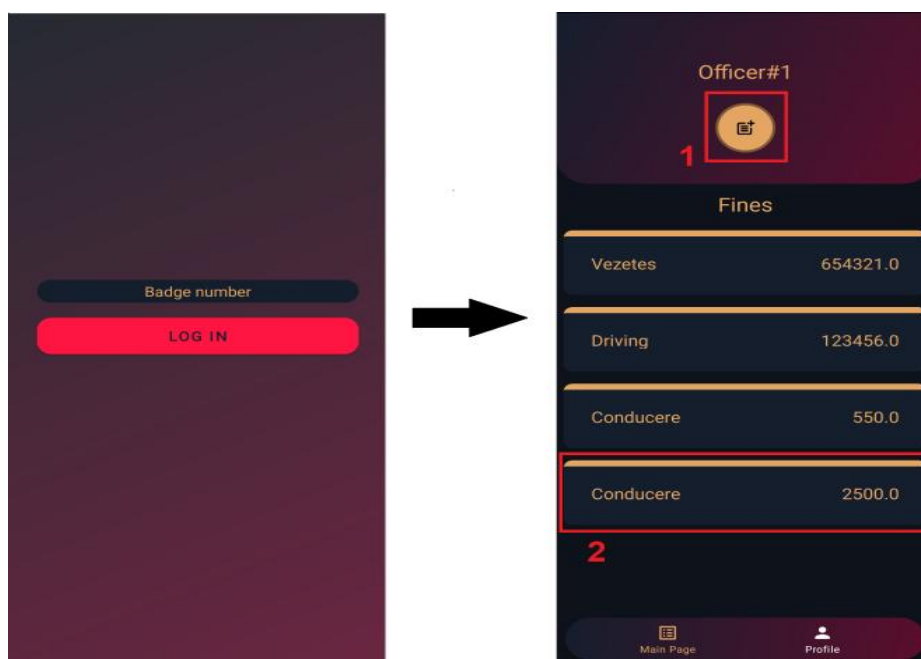 Badge number
LOG IN
Officer#1
1
Fines
Vezetes 654321.0
Driving 123456.0
Conducere 550.0
Conducere 2500.0
2
Main Page Profile